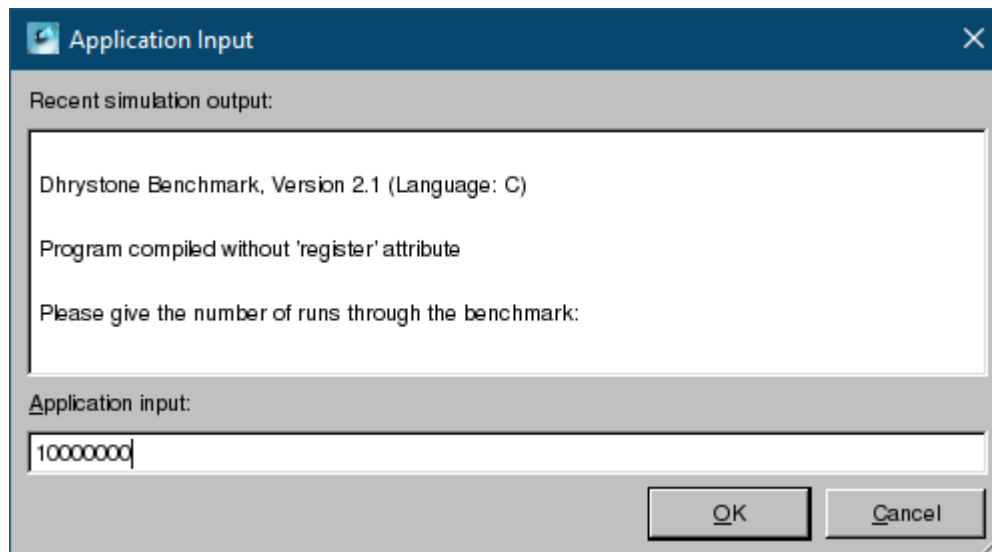 Application Input
Recent simulation output:
Dhrystone Benchmark, Version 2.1 (Language: C)
Program compiled without 'register' attribute
Please give the number of runs through the benchmark:
Application input:
10000000
OK
Cancel